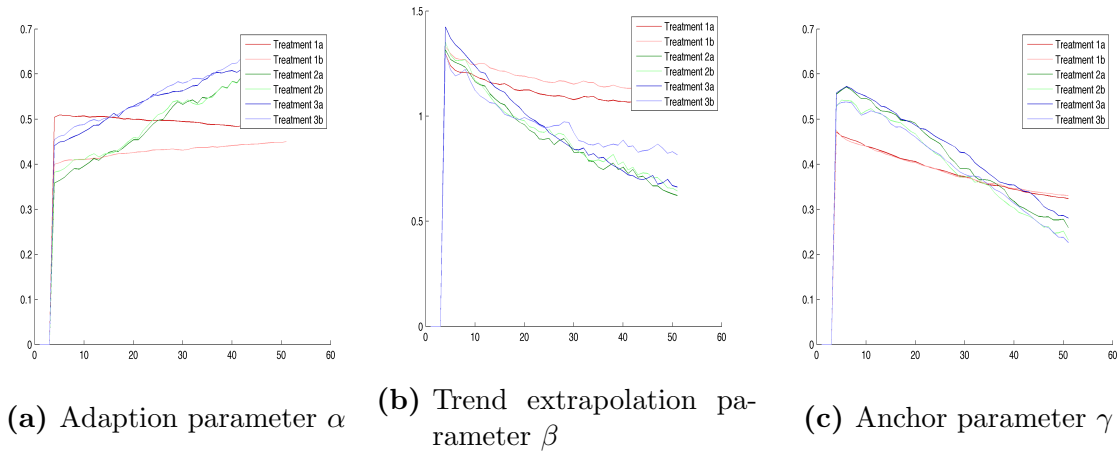 0.7
0.6
0.5
0.4
0.3
0.2
0.1
0
0 10 20 30 40 50 60
Treatment 1a
Treatment 1b
Treatment 2a
Treatment 2b
Treatment 3a
Treatment 3b
(a) Adaption parameter α
1.5
1
0.5
0
0 10 20 30 40 50 60
Treatment 1a
Treatment 1b
Treatment 2a
Treatment 2b
Treatment 3a
Treatment 3b
(b) Trend extrapolation pa-
rameter β
0.7
0.6
0.5
0.4
0.3
0.2
0.1
0
0 10 20 30 40 50 60
Treatment 1a
Treatment 1b
Treatment 2a
Treatment 2b
Treatment 3a
Treatment 3b
(c) Anchor parameter γ